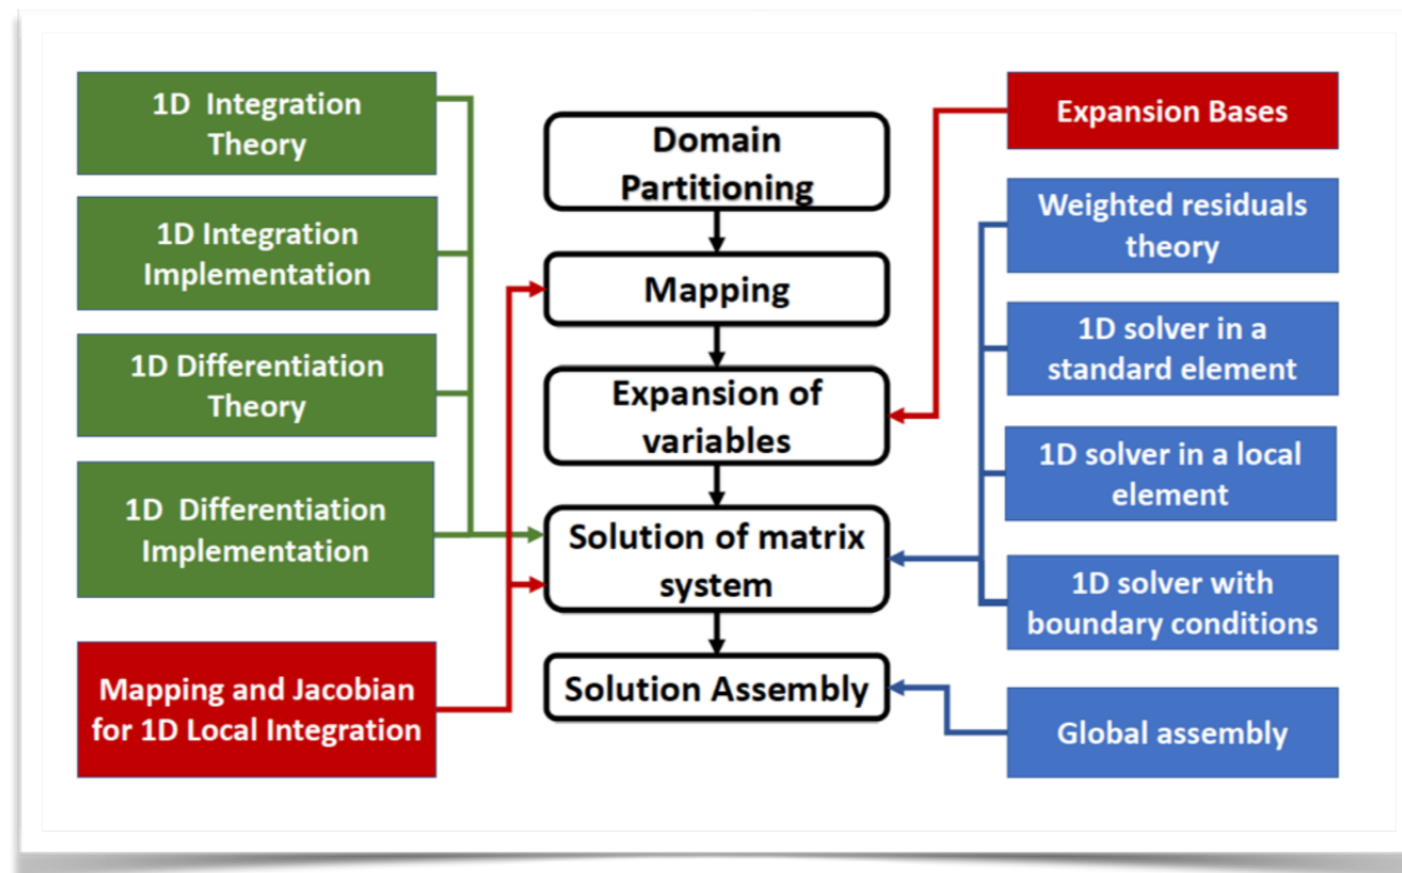 1D Integration
Theory
1D Integration
Implementation
1D Differentiation
Theory
1D Differentiation
Implementation
Mapping and Jacobian
for 1D Local Integration
Domain
Partitioning
Mapping
Expansion of
variables
Solution of matrix
system
Solution Assembly
Expansion Bases
Weighted residuals
theory
1D solver in a
standard element
1D solver in a local
element
1D solver with
boundary conditions
Global assembly